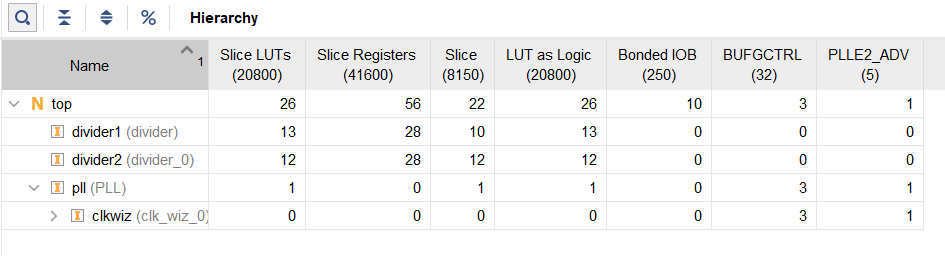 Hierarchy
Name 1 Slice LUTs (20800) Slice Registers (41600) Slice (8150) LUT as Logic (20800) Bonded IOB (250) BUFGCTRL (32) PLLE2_ADV (5)
N top 26 56 22 26 10 3 1
I divider1 (divider) 13 28 10 13 0 0 0
I divider2 (divider_0) 12 28 12 12 0 0 0
I pll (PLL) 1 0 1 1 0 3 1
I clkwiz (clk_wiz_0) 0 0 0 0 0 3 1